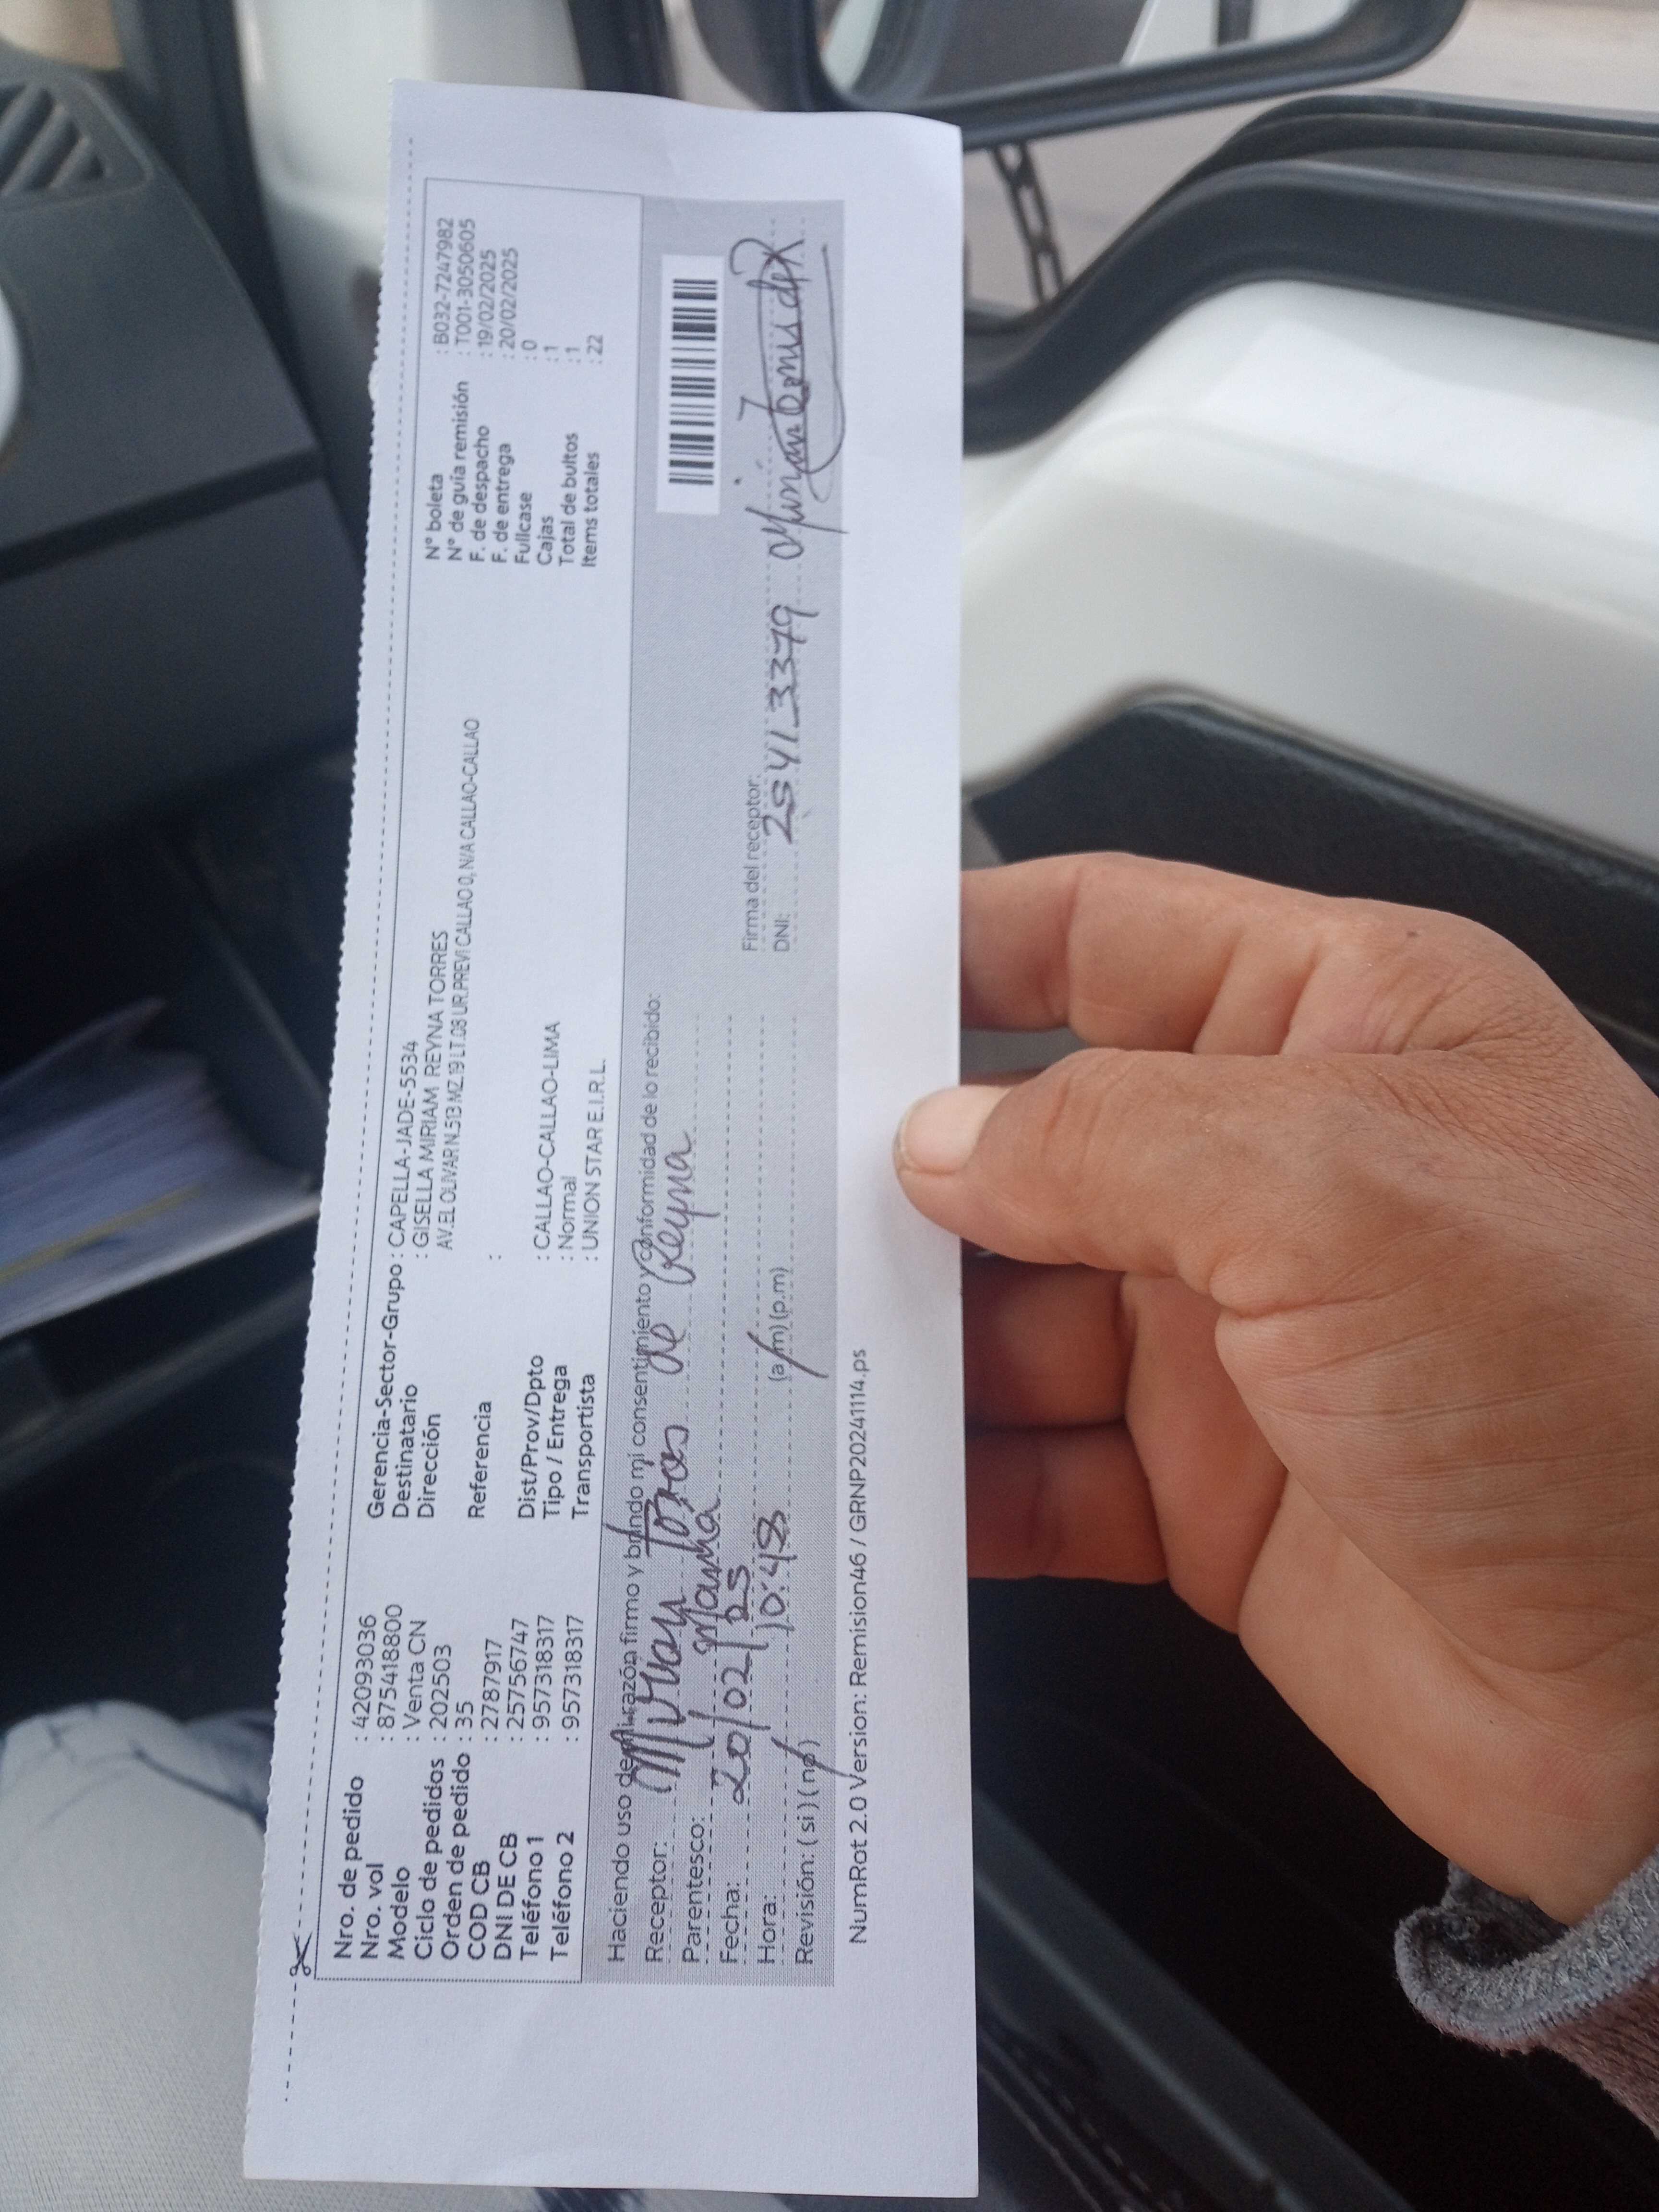 Nro. de pedido : 42093036
Nro. vol : 875418800
Modelo : Venta CN
Ciclo de pedidos : 202503
Orden de pedido : 35
COD CB : 2787917
DNI DE CB : 25756747
Teléfono 1 : 957318317
Teléfono 2 : 957318317
Gerencia-Sector-Grupo : CAPELLA-JADE-5534
Destinatario : GISELLA MIRIAM REYNA TORRES
Dirección AV.EL OLIVAR N.513 MZ.19 LT.08 UR.PREVI CALLAO 0, N/A CALLAO-CALLAO
Referencia :
Dist/Prov/Dpto : CALLAO-CALLAO-LIMA
Tipo / Entrega : Normal
Transportista : UNION STAR E.I.R.L.
N° boleta : B032-7247982
N° de guía remisión : T001-3050605
F. de despacho : 19/02/2025
F. de entrega : 20/02/2025
Fullcase : 0
Cajas : 1
Total de bultos : 1
Items totales : 22
Haciendo uso de mi razón firmo y brindo mi consentimiento y conformidad de lo recibido:
Receptor: de Reyna
Parentesco: Mamá
Fecha: 20/02/25
Hora: 10:48 (a.m) (p.m)
Revisión: ( si ) ( no )
Firma del receptor:
DNI: 25413379
NumRot 2.0 Version: Remision46 / GRNP20241114.ps